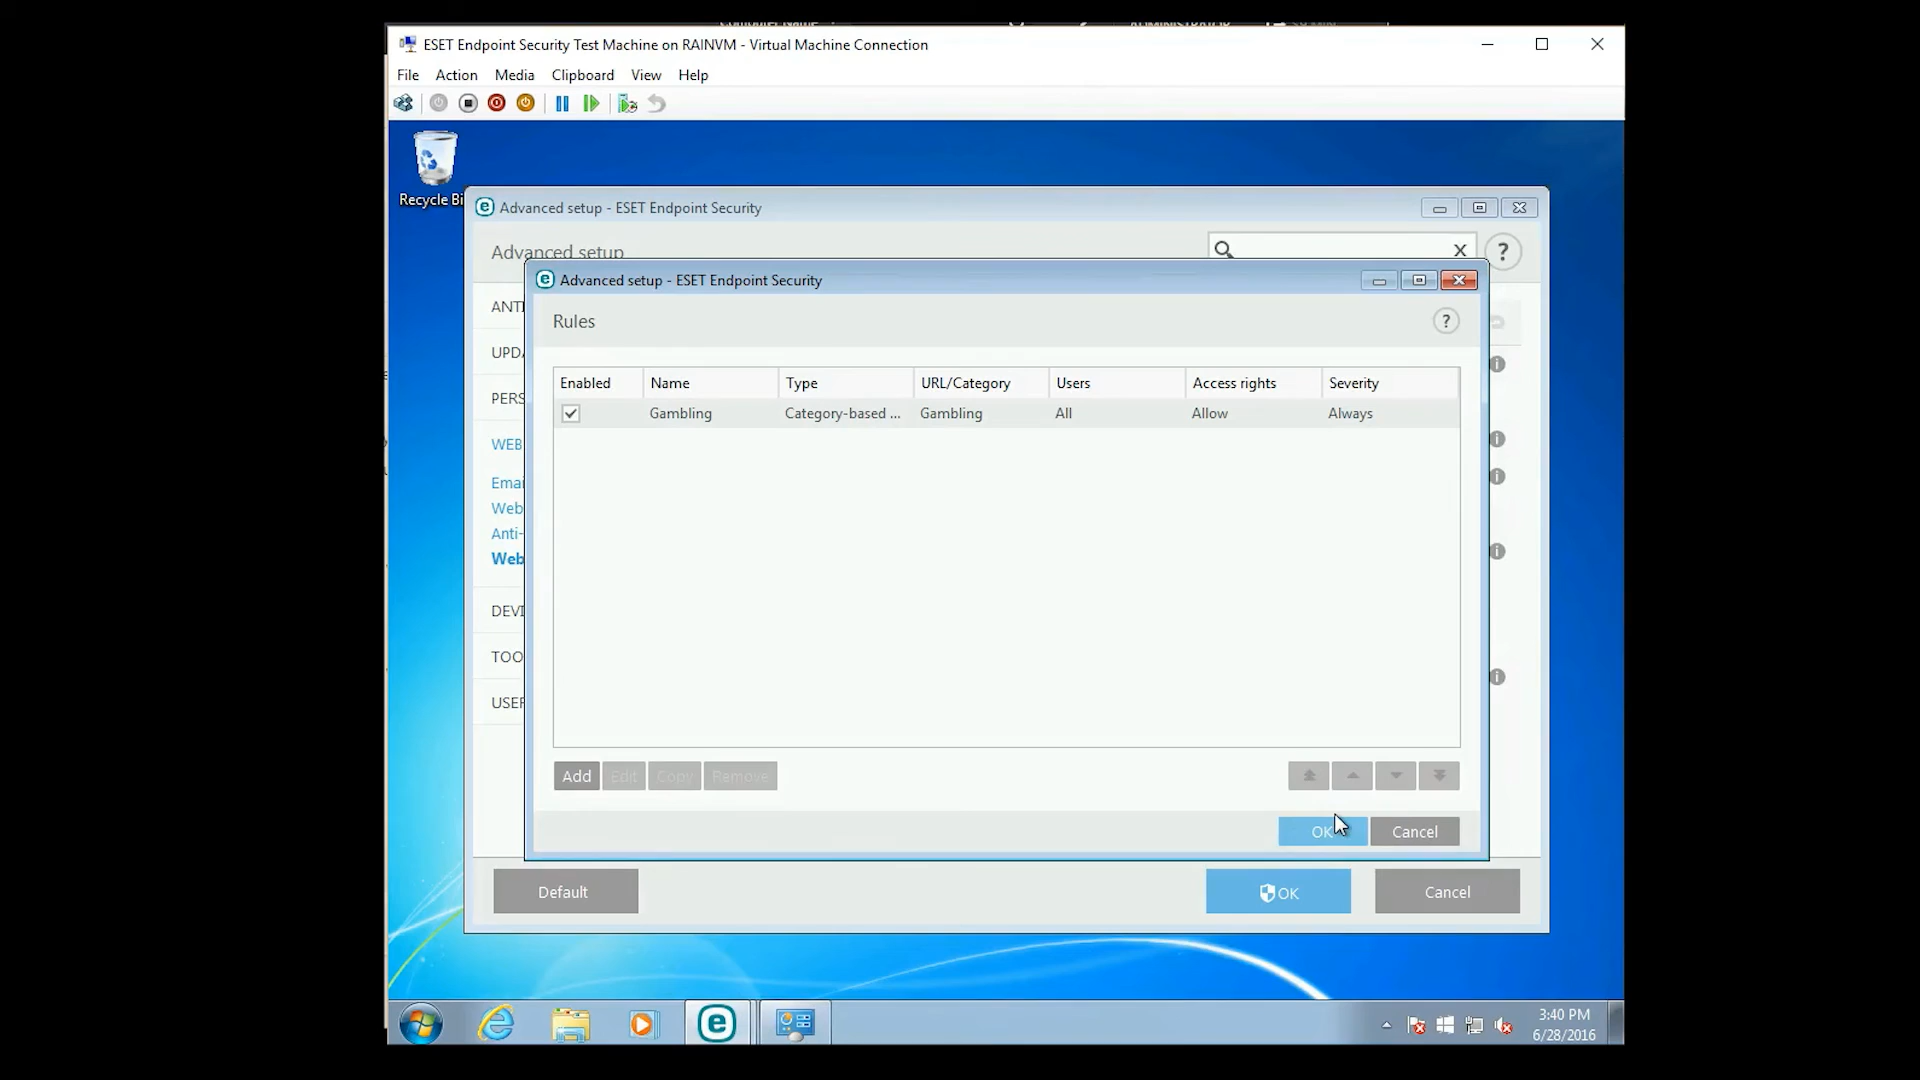 ESET Endpoint Security Test Machine on RAINVM - Virtual Machine Connection
File Action Media Clipboard View Help
Recycle Bi
Advanced setup - ESET Endpoint Security
Advanced setup
X
?
Advanced setup - ESET Endpoint Security
Rules
?
Enabled Name Type URL/Category Users Access rights Severity
Gambling Category-based ... Gambling All Allow Always
ANTI
UPDA
PERS
WEB
Emai
Web
Anti-
Web
DEVI
TOO
USER
Add Edit Copy Remove
OK Cancel
Default OK Cancel
3:40 PM
6/28/2016